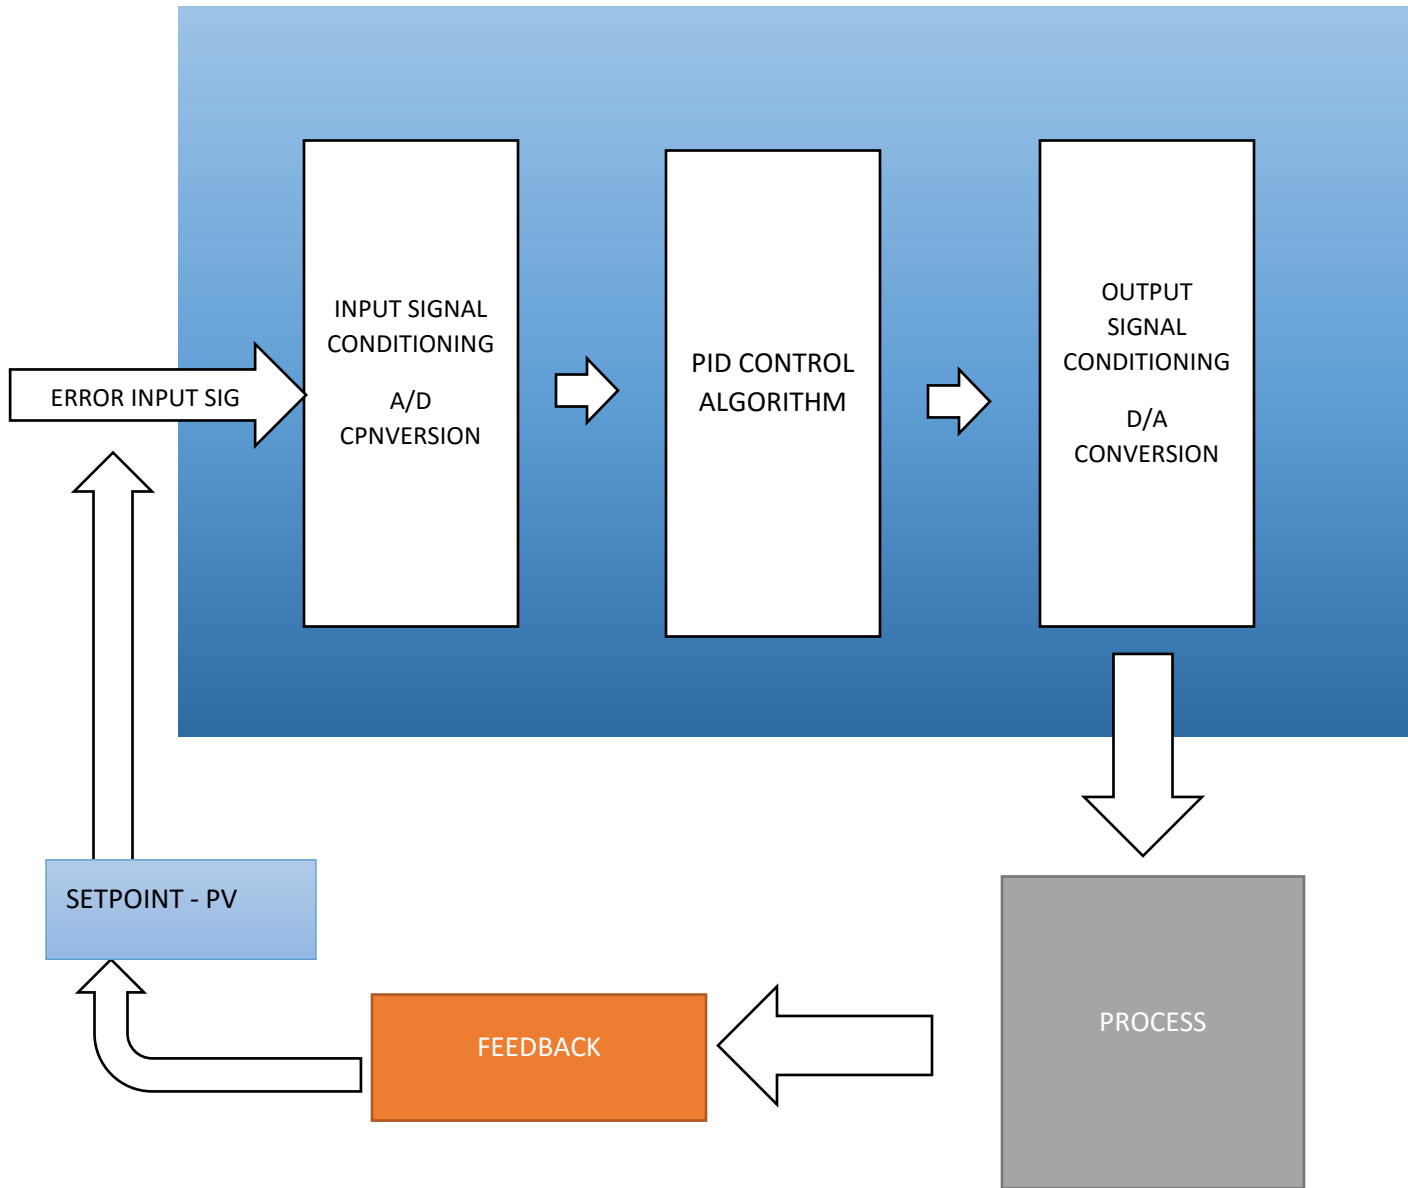 ERROR INPUT SIG
INPUT SIGNAL
CONDITIONING
A/D
CPNVERSION
PID CONTROL
ALGORITHM
OUTPUT
SIGNAL
CONDITIONING
D/A
CONVERSION
SETPOINT - PV
FEEDBACK
PROCESS